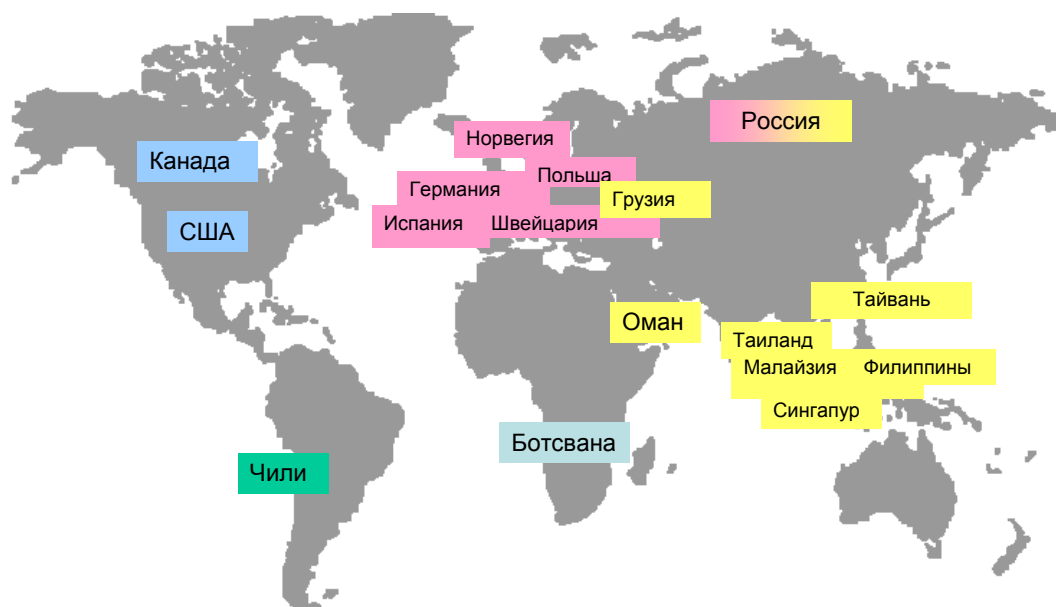 Россия
Норвегия
Канада
Польша
Германия
Грузия
США
Испания
Швейцария
Тайвань
Оман
Таиланд
Малайзия
Филиппины
Сингапур
Ботсвана
Чили